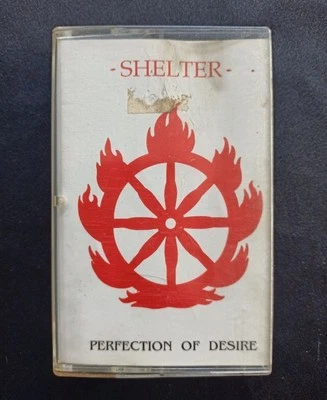 - SHELTER -
PERFECTION OF DESIRE